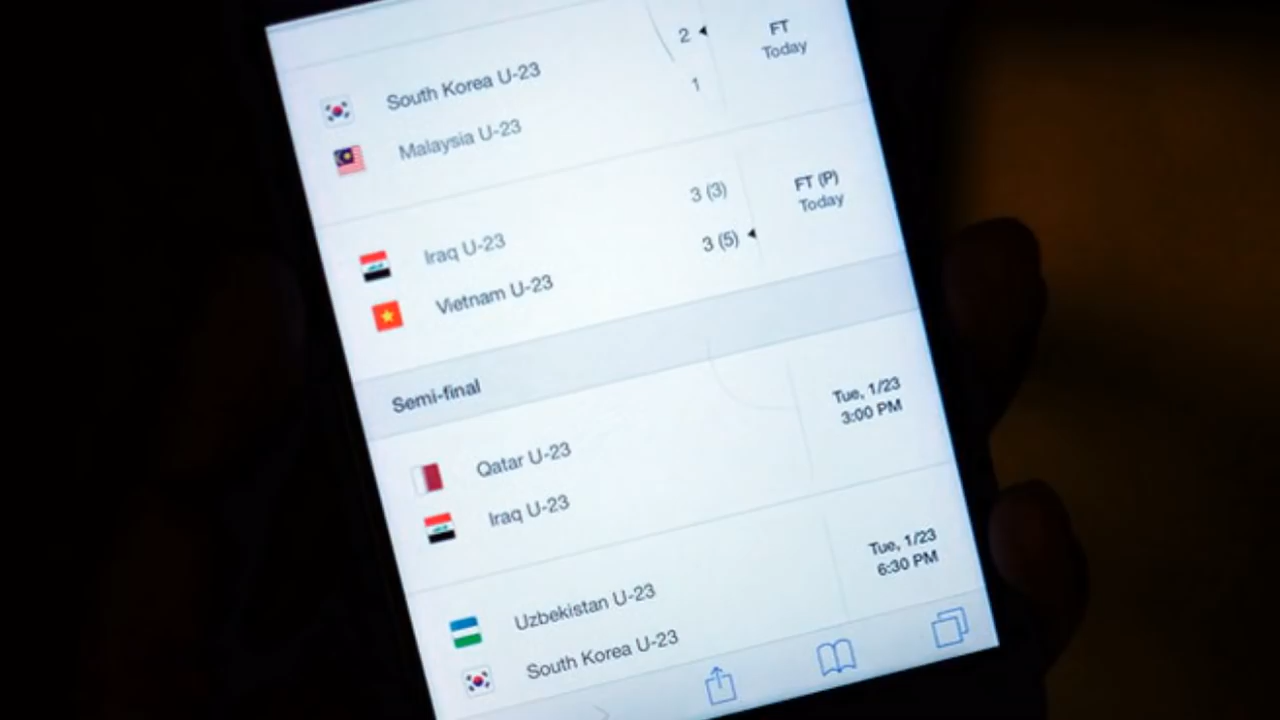 South Korea U-23 2 FT
Malaysia U-23 1 Today
Iraq U-23 3 (3) FT (P)
Vietnam U-23 3 (5) Today
Semi-final
Qatar U-23 Tue, 1/23
Iraq U-23 3:00 PM
Uzbekistan U-23 Tue, 1/23
South Korea U-23 6:30 PM